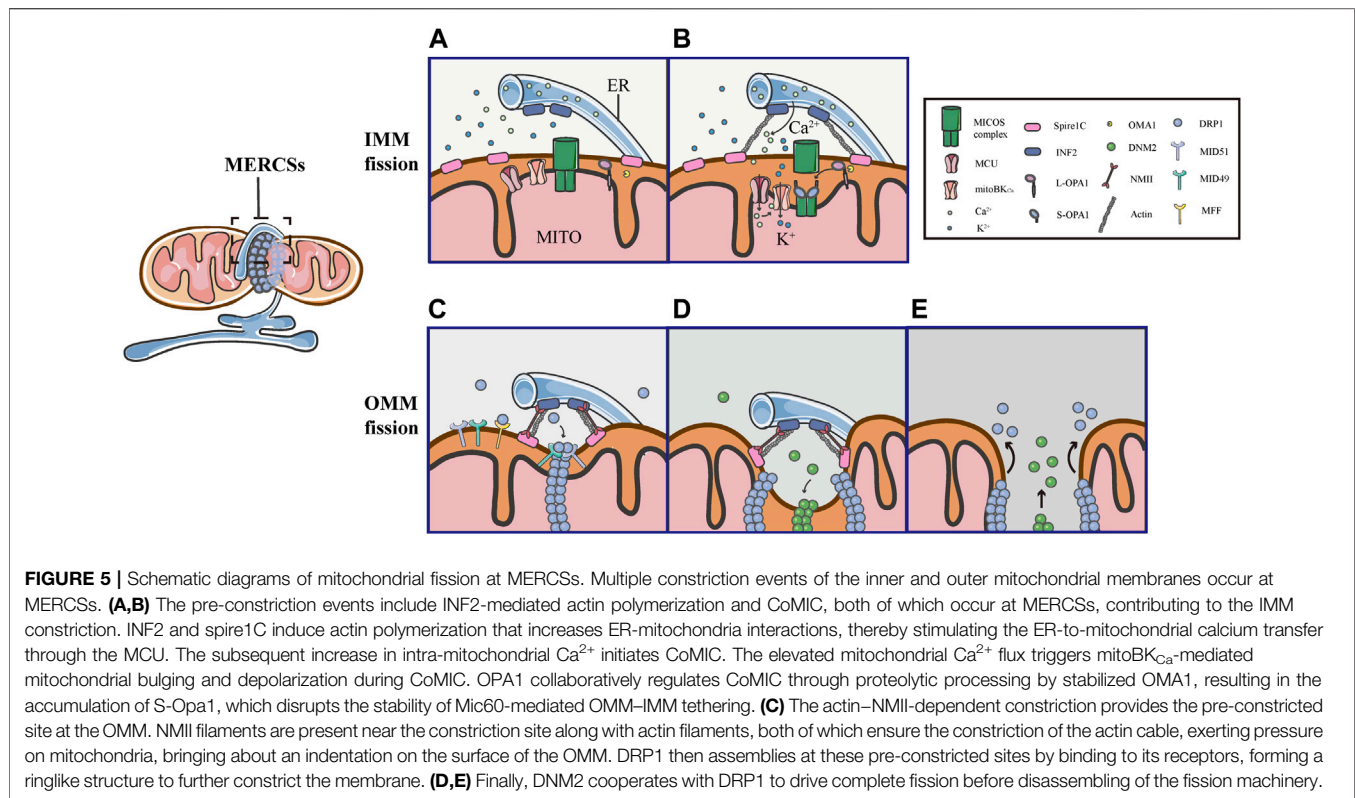 A
B
ER
IMM
fission
Ca2+
MITO
K+
MERCSs
MICOS
complex
MCU
mitoBKCa
Ca2+
K2+
Spire1C
INF2
L-OPA1
S-OPA1
OMA1
DNM2
NMII
Actin
DRP1
MID51
MID49
MFF
C
D
E
OMM
fission
FIGURE 5 | Schematic diagrams of mitochondrial fission at MERCSs. Multiple constriction events of the inner and outer mitochondrial membranes occur at
MERCSs. (A,B) The pre-constriction events include INF2-mediated actin polymerization and CoMIC, both of which occur at MERCSs, contributing to the IMM
constriction. INF2 and spire1C induce actin polymerization that increases ER-mitochondria interactions, thereby stimulating the ER-to-mitochondrial calcium transfer
through the MCU. The subsequent increase in intra-mitochondrial Ca2+ initiates CoMIC. The elevated mitochondrial Ca2+ flux triggers mitoBKCa-mediated
mitochondrial bulging and depolarization during CoMIC. OPA1 collaboratively regulates CoMIC through proteolytic processing by stabilized OMA1, resulting in the
accumulation of S-Opa1, which disrupts the stability of Mic60-mediated OMM–IMM tethering. (C) The actin–NMII-dependent constriction provides the pre-constricted
site at the OMM. NMII filaments are present near the constriction site along with actin filaments, both of which ensure the constriction of the actin cable, exerting pressure
on mitochondria, bringing about an indentation on the surface of the OMM. DRP1 then assembles at these pre-constricted sites by binding to its receptors, forming a
ringlike structure to further constrict the membrane. (D,E) Finally, DNM2 cooperates with DRP1 to drive complete fission before disassembling of the fission machinery.